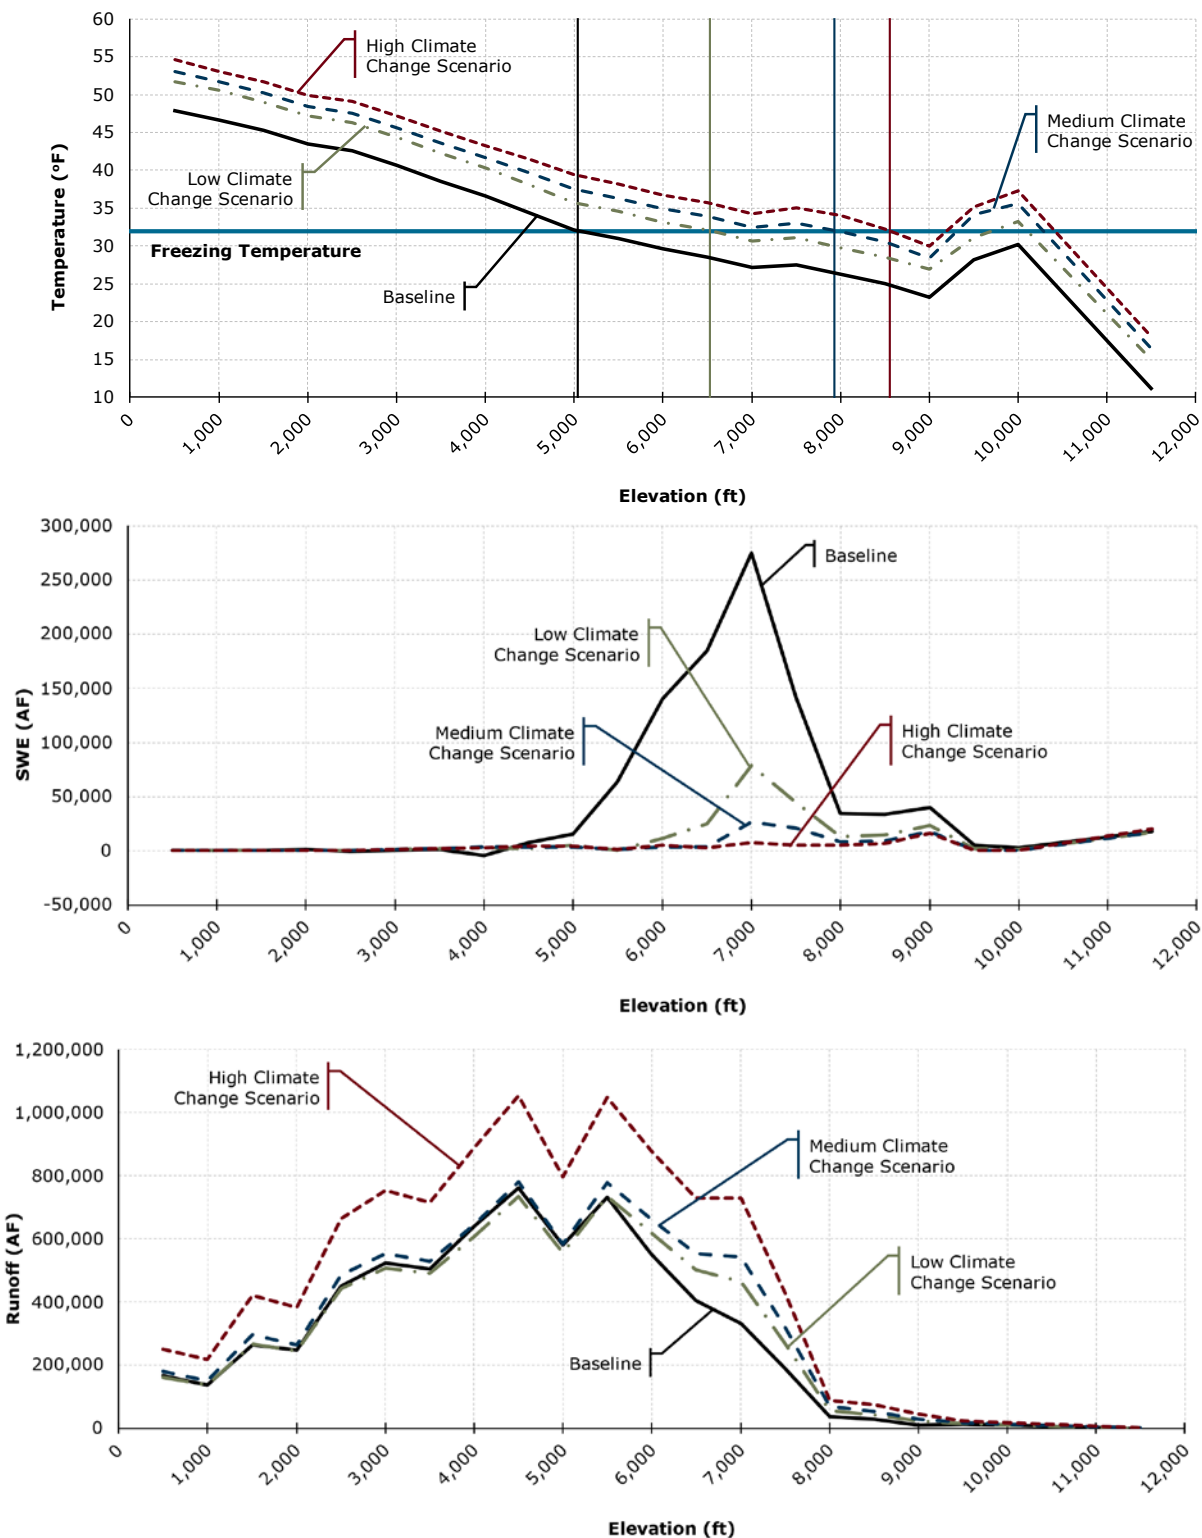 60
55
50
45
40
35
30
25
20
15
10
Temperature (°F)
High Climate
Change Scenario
Medium Climate
Change Scenario
Low Climate
Change Scenario
Freezing Temperature
Baseline
0
1,000
2,000
3,000
4,000
5,000
6,000
7,000
8,000
9,000
10,000
11,000
12,000
Elevation (ft)
300,000
250,000
200,000
150,000
100,000
50,000
0
-50,000
SWE (AF)
Baseline
Low Climate
Change Scenario
Medium Climate
Change Scenario
High Climate
Change Scenario
0
1,000
2,000
3,000
4,000
5,000
6,000
7,000
8,000
9,000
10,000
11,000
12,000
Elevation (ft)
1,200,000
1,000,000
800,000
600,000
400,000
200,000
0
Runoff (AF)
High Climate
Change Scenario
Medium Climate
Change Scenario
Low Climate
Change Scenario
Baseline
0
1,000
2,000
3,000
4,000
5,000
6,000
7,000
8,000
9,000
10,000
11,000
12,000
Elevation (ft)